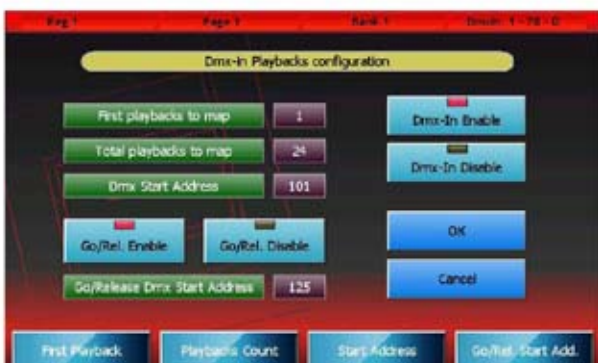 Reg 1 Page 1 Bank 1
Dmx-in Playbacks configuration
First playbacks to map 1
Total playbacks to map 24
Dmx Start Address 101
Dmx-In Enable
Dmx-In Disable
Go/Rel. Enable Go/Rel. Disable
Go/Release Dmx Start Address 125
OK
Cancel
First Playback Playbacks Count Start Address Go/Rel. Start Add.